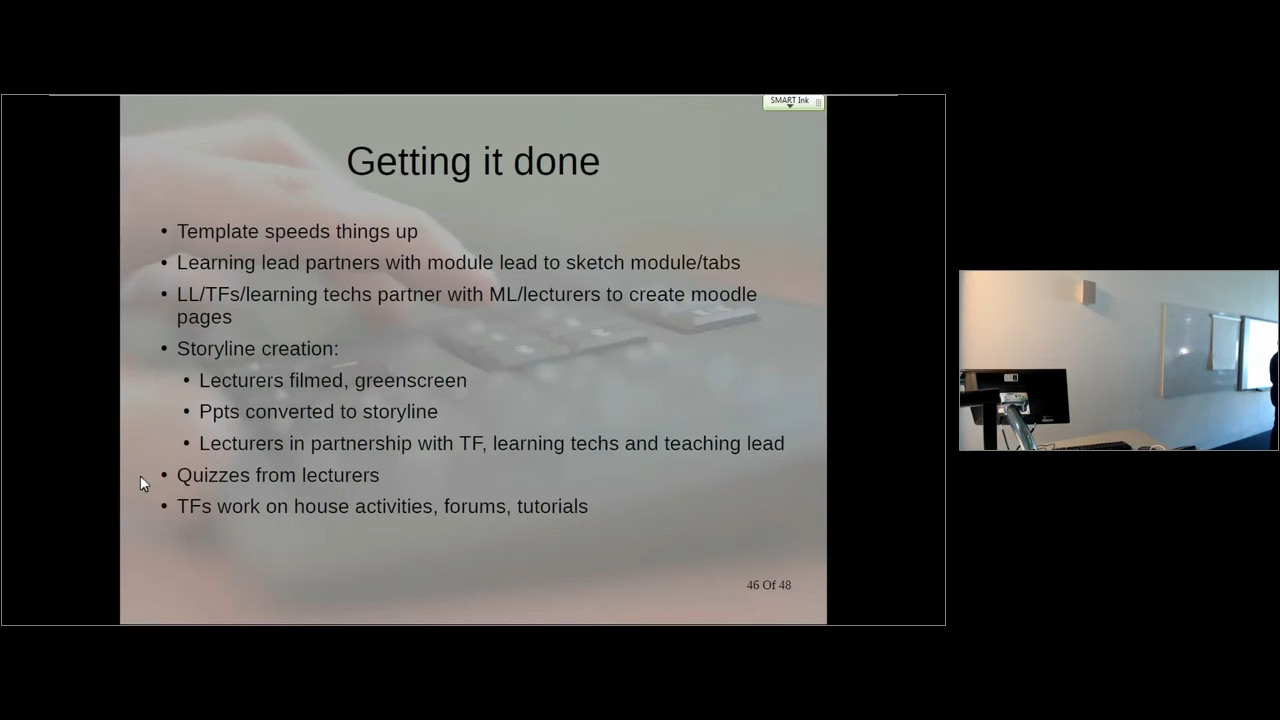 SMART Ink
Getting it done
• Template speeds things up
• Learning lead partners with module lead to sketch module/tabs
• LL/TFs/learning techs partner with ML/lecturers to create moodle
pages
• Storyline creation:
• Lecturers filmed, greenscreen
• Ppts converted to storyline
• Lecturers in partnership with TF, learning techs and teaching lead
• Quizzes from lecturers
• TFs work on house activities, forums, tutorials
46 Of 48